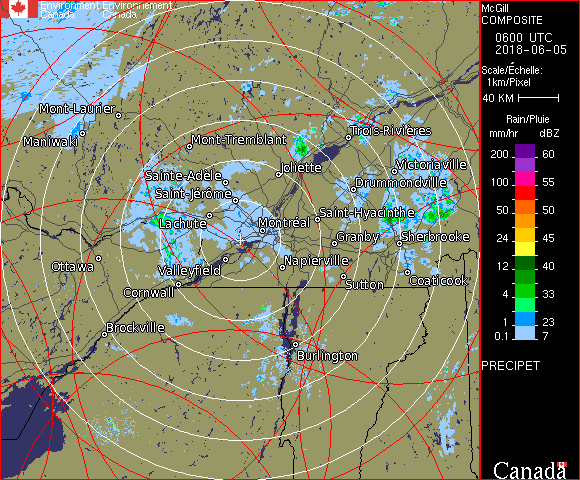 Environment Environnement
Canada Canada
McGill
COMPOSITE
0600 UTC
2018-06-05
Scale/Échelle:
1km/Pixel
40 KM
Rain/Pluie
mm/hr dBZ
200 60
100 55
50 50
24 45
12 40
4 33
1 23
0.1 7
PRECIPET
Canada
Mont-Laurier
Maniwaki
Mont-Tremblant
Trois-Rivières
Joliette
Victoriaville
Sainte-Adèle
Drummondville
Saint-Jérôme
Saint-Hyacinthe
Lachute
Montréal
Granby
Sherbrooke
Ottawa
Valleyfield
Napierville
Sutton
Coaticook
Cornwall
Brockville
Burlington